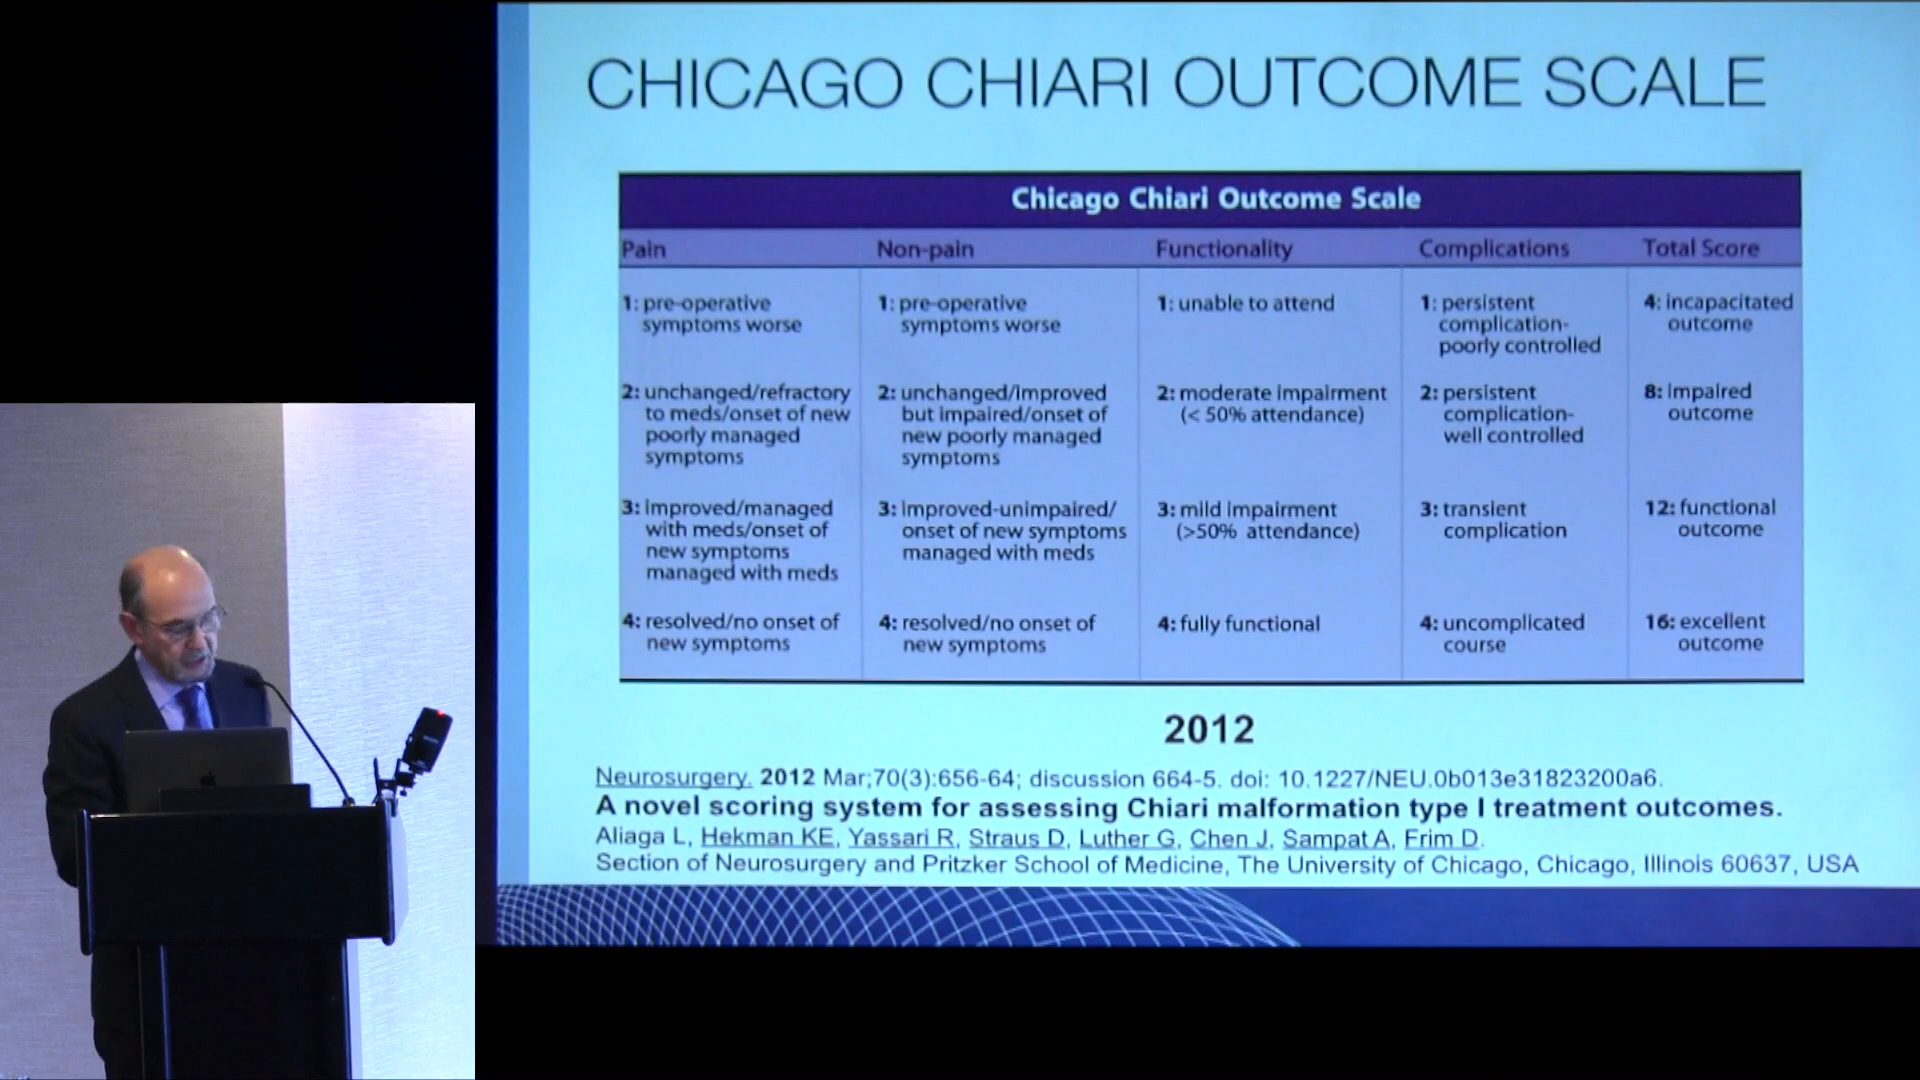 CHICAGO CHIARI OUTCOME SCALE
Chicago Chiari Outcome Scale
Pain
1: pre-operative
symptoms worse
2: unchanged/refractory
to meds/onset of new
poorly managed
symptoms
3: improved/managed
with meds/onset of
new symptoms
managed with meds
4: resolved/no onset of
new symptoms
Non-pain
1: pre-operative
symptoms worse
2: unchanged/improved
but impaired/onset of
new poorly managed
symptoms
3: improved-unimpaired/
onset of new symptoms
managed with meds
4: resolved/no onset of
new symptoms
Functionality
1: unable to attend
2: moderate impairment
(< 50% attendance)
3: mild impairment
(>50% attendance)
4: fully functional
Complications
1: persistent
complication-
poorly controlled
2: persistent
complication-
well controlled
3: transient
complication
4: uncomplicated
course
Total Score
4: incapacitated
outcome
8: impaired
outcome
12: functional
outcome
16: excellent
outcome
2012
Neurosurgery. 2012 Mar;70(3):656-64; discussion 664-5. doi: 10.1227/NEU.0b013e31823200a6.
A novel scoring system for assessing Chiari malformation type I treatment outcomes.
Aliaga L, Hekman KE, Yassari R, Straus D, Luther G, Chen J, Sampat A, Frim D.
Section of Neurosurgery and Pritzker School of Medicine, The University of Chicago, Chicago, Illinois 60637, USA